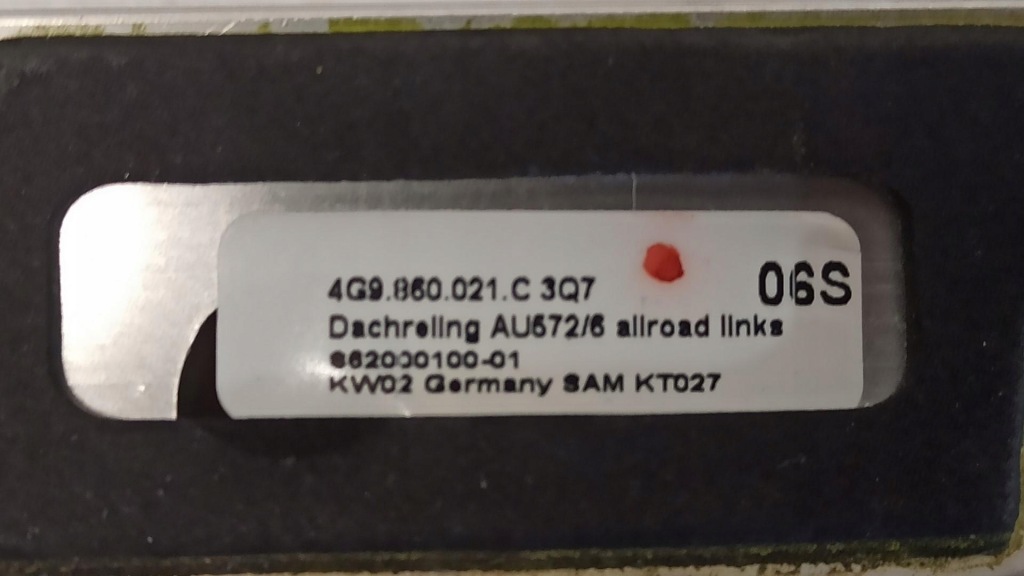 4G9.860.021.C 3Q7
06S
Dachreling AU572/6 allroad links
862000100-01
KW02 Germany SAM KT027